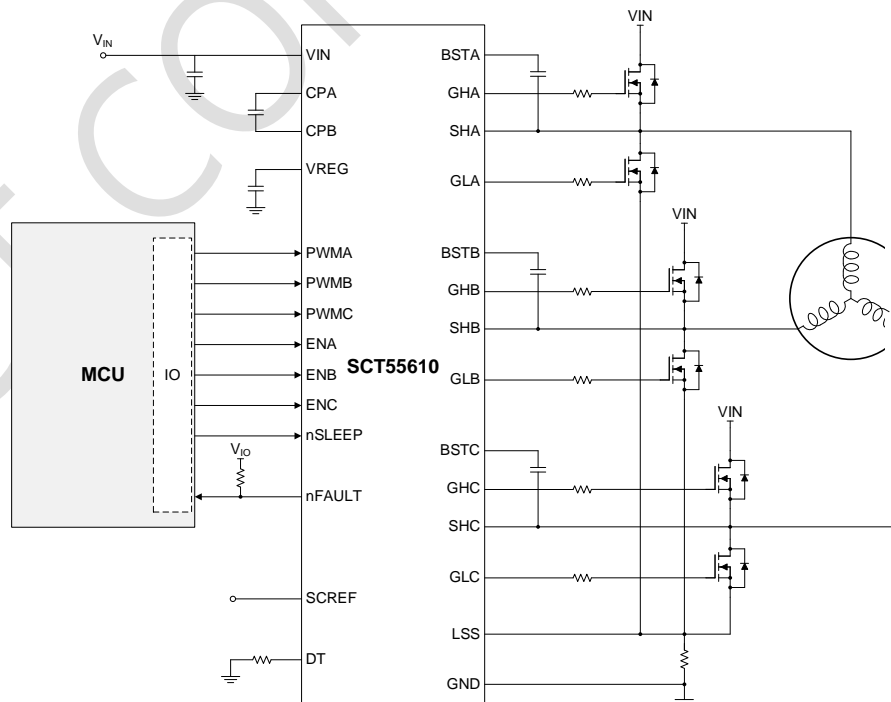 VIN
VIN
VIN
CPA
CPB
VREG
BSTA
GHA
SHA
GLA
MCU
IO
PWMA
PWMB
PWMC
ENA
ENB
ENC
nSLEEP
VIO
nFAULT
SCREF
DT
SCT55610
VIN
BSTB
GHB
SHB
GLB
VIN
BSTC
GHC
SHC
GLC
LSS
GND